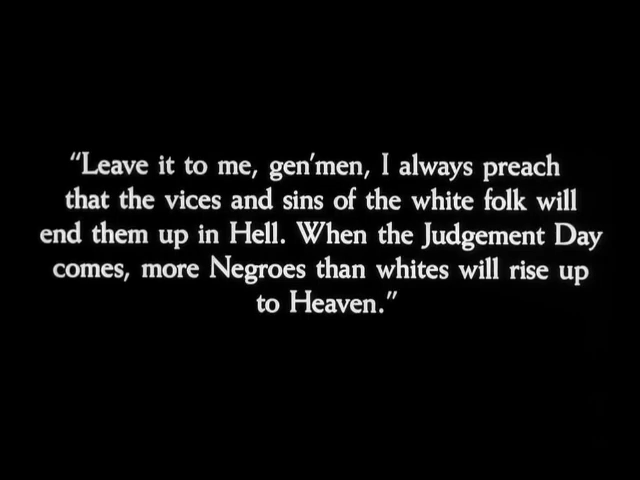 “Leave it to me, gen'men, I always preach
that the vices and sins of the white folk will
end them up in Hell. When the Judgement Day
comes, more Negroes than whites will rise up
to Heaven.”